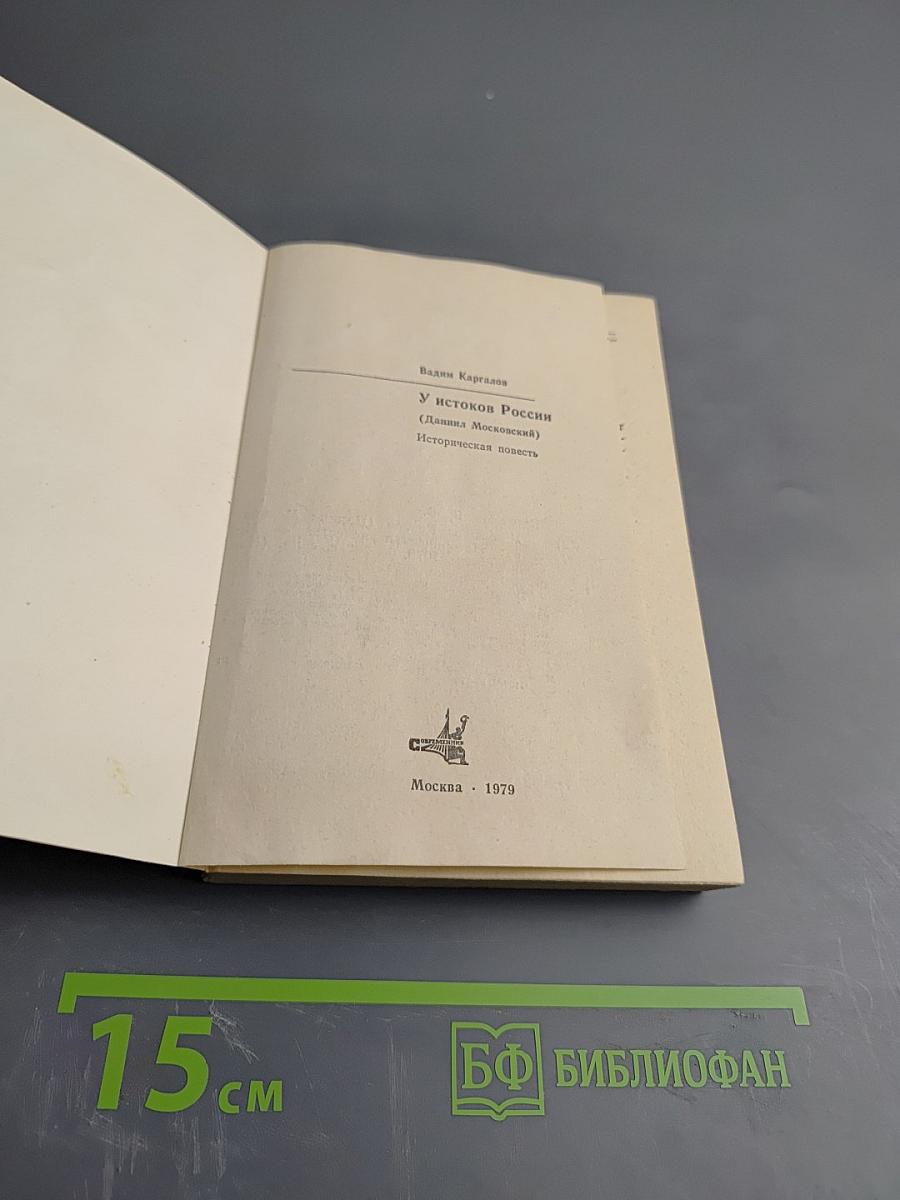 Вадим Каргалов
У истоков России
(Даниил Московский)
Историческая повесть
СОВРЕМЕННИК
Москва · 1979
15 см
БФ БИБЛИОФАН